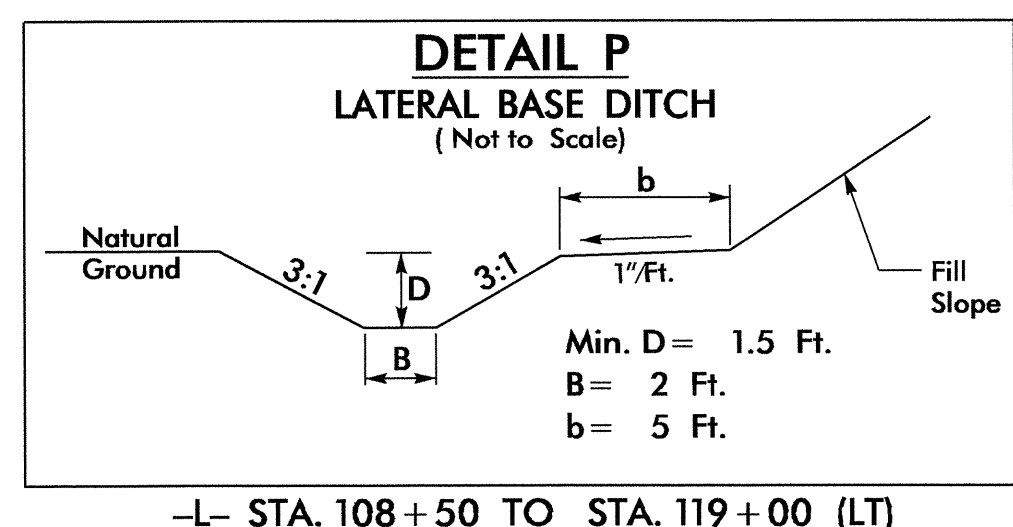 DETAIL P
LATERAL BASE DITCH
(Not to Scale)
b
Natural
Ground
3:1
D
3:1
1"/Ft.
Fill
Slope
B
Min. D= 1.5 Ft.
B= 2 Ft.
b= 5 Ft.
-L- STA. 108+50 TO STA. 119+00 (LT)